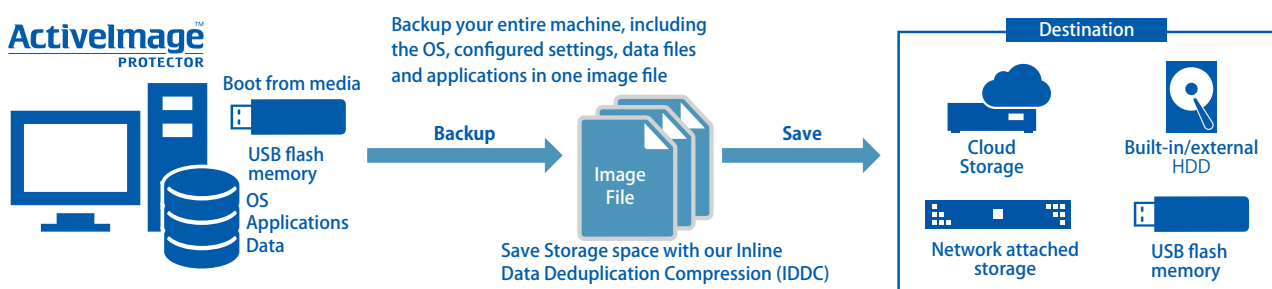 ActiveImage™
PROTECTOR
Boot from media
USB flash
memory
OS
Applications
Data
Backup your entire machine, including
the OS, configured settings, data files
and applications in one image file
Backup
Image
File
Save Storage space with our Inline
Data Deduplication Compression (IDDC)
Save
Destination
Cloud
Storage
Built-in/external
HDD
Network attached
storage
USB flash
memory